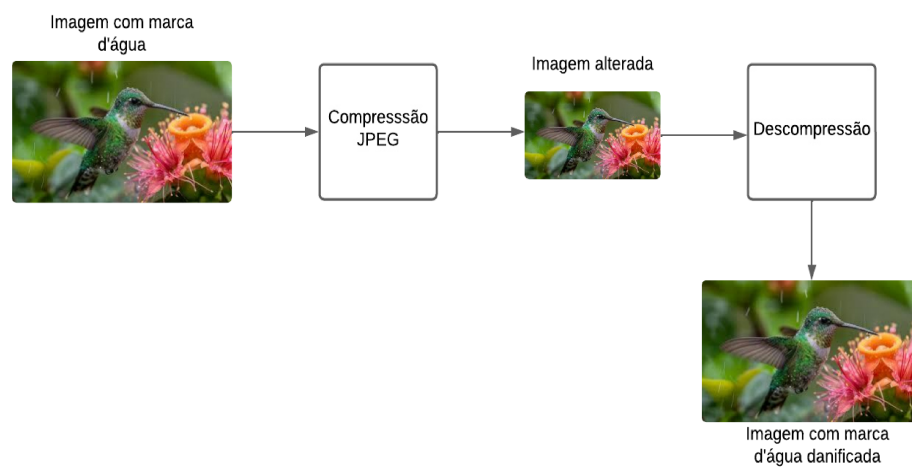 Imagem com marca
d'água
Compresssão
JPEG
Imagem alterada
Descompressão
Imagem com marca
d'água danificada